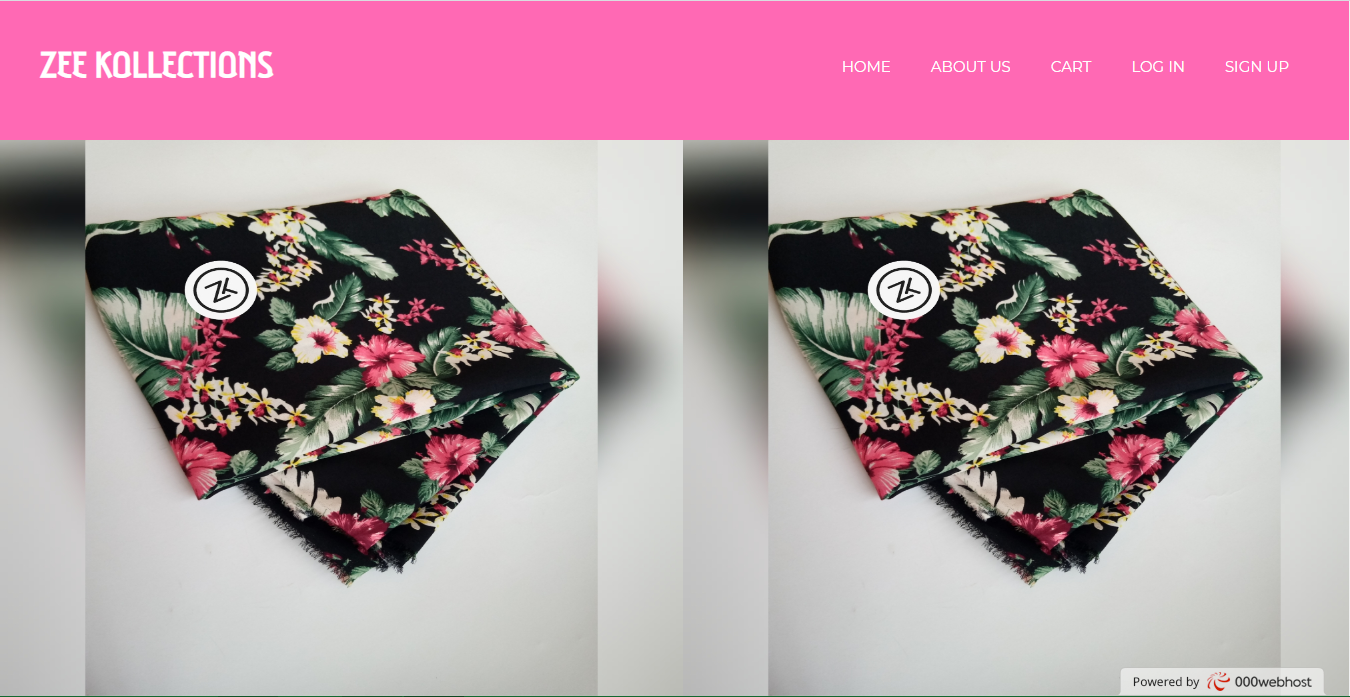 ZEE KOLLECTIONS
HOME ABOUT US CART LOG IN SIGN UP
ZK
ZK
Powered by 000webhost